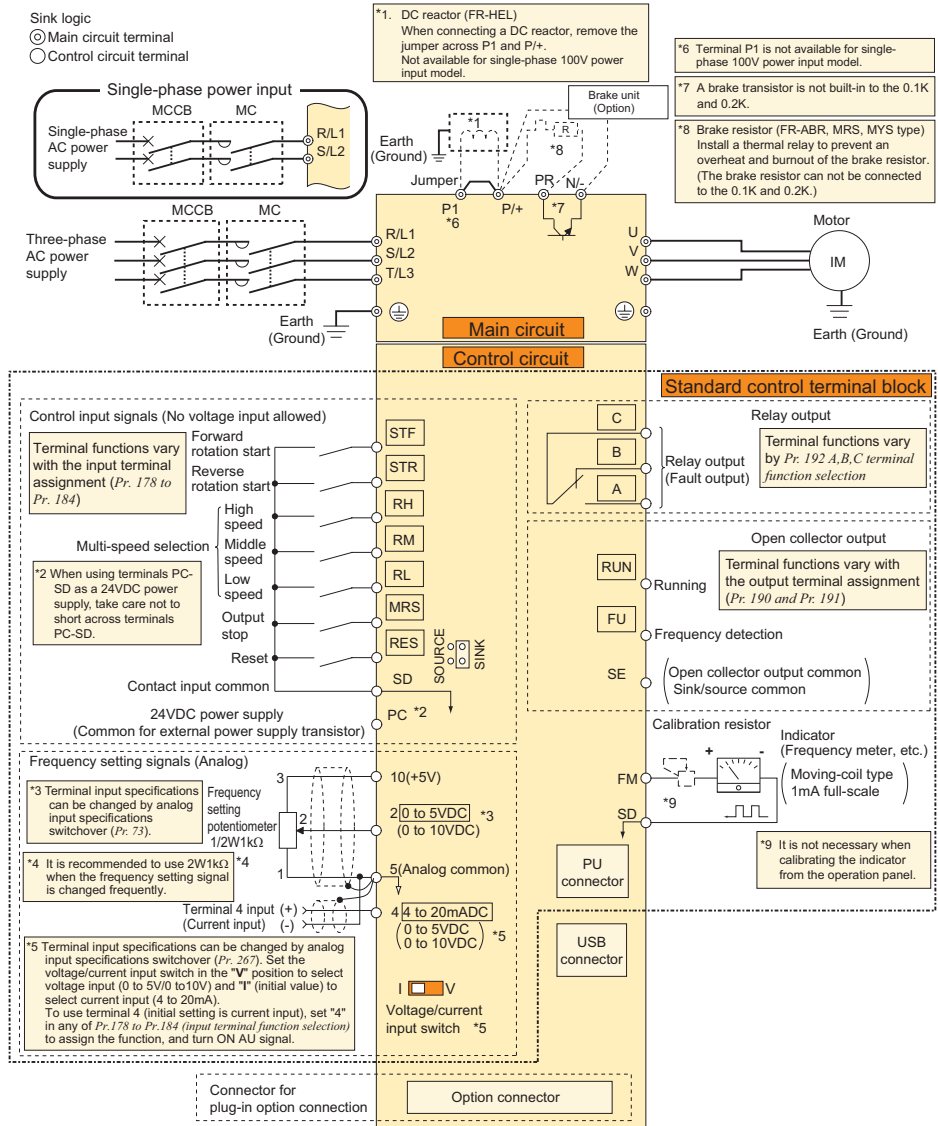 Sink logic
Main circuit terminal
Control circuit terminal
*1. DC reactor (FR-HEL)
When connecting a DC reactor, remove the
jumper across P1 and P/+.
Not available for single-phase 100V power
input model.
*6 Terminal P1 is not available for single-
phase 100V power input model.
*7 A brake transistor is not built-in to the 0.1K
and 0.2K.
*8 Brake resistor (FR-ABR, MRS, MYS type)
Install a thermal relay to prevent an
overheat and burnout of the brake resistor.
(The brake resistor can not be connected
to the 0.1K and 0.2K.)
Single-phase power input
MCCB
MC
Single-phase
AC power
supply
R/L1
S/L2
Brake unit
(Option)
*1
Earth
(Ground)
R
*8
Jumper
PR
N/-
P1
*6
P/+
*7
MCCB
MC
Three-phase
AC power
supply
R/L1
S/L2
T/L3
U
V
W
Motor
IM
Earth
(Ground)
Earth (Ground)
Main circuit
Control circuit
Standard control terminal block
Control input signals (No voltage input allowed)
Terminal functions vary
with the input terminal
assignment (Pr. 178 to
Pr. 184)
Forward
rotation start
Reverse
rotation start
Multi-speed selection
High
speed
Middle
speed
Low
speed
Output
stop
Reset
*2 When using terminals PC-
SD as a 24VDC power
supply, take care not to
short across terminals
PC-SD.
Contact input common
24VDC power supply
(Common for external power supply transistor)
STF
STR
RH
RM
RL
MRS
RES
SD
PC *2
SOURCE
SINK
C
B
A
Relay output
Relay output
(Fault output)
Terminal functions vary
by Pr. 192 A,B,C terminal
function selection
Open collector output
RUN
Running
Terminal functions vary with
the output terminal assignment
(Pr. 190 and Pr. 191)
FU
Frequency detection
SE
Open collector output common
Sink/source common
Frequency setting signals (Analog)
*3 Terminal input specifications
can be changed by analog
input specifications
switchover (Pr. 73).
Frequency
setting
potentiometer
1/2W1kΩ
*4
*4 It is recommended to use 2W1kΩ
when the frequency setting signal
is changed frequently.
3
2
1
10(+5V)
2 0 to 5VDC *3
(0 to 10VDC)
5(Analog common)
Terminal 4 input (+)
(Current input) (-)
4 4 to 20mADC
0 to 5VDC
0 to 10VDC
*5
*5 Terminal input specifications can be changed by analog
input specifications switchover (Pr. 267). Set the
voltage/current input switch in the "V" position to select
voltage input (0 to 5V/0 to10V) and "I" (initial value) to
select current input (4 to 20mA).
To use terminal 4 (initial setting is current input), set "4"
in any of Pr.178 to Pr.184 (input terminal function selection)
to assign the function, and turn ON AU signal.
I
V
Voltage/current
input switch *5
Calibration resistor
Indicator
(Frequency meter, etc.)
+
-
Moving-coil type
1mA full-scale
FM
*9
SD
*9 It is not necessary when
calibrating the indicator
from the operation panel.
PU
connector
USB
connector
Connector for
plug-in option connection
Option connector